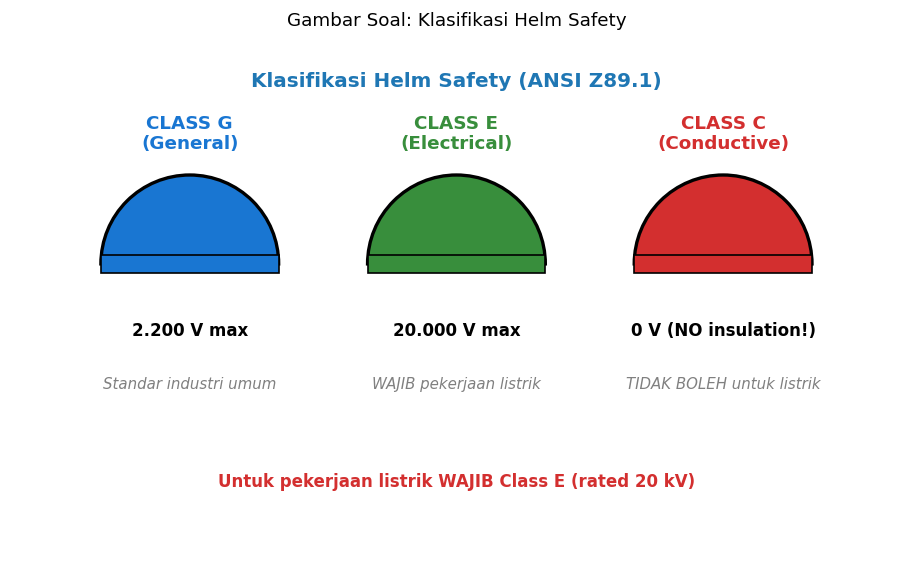 Gambar Soal: Klasifikasi Helm Safety
Klasifikasi Helm Safety (ANSI Z89.1)
CLASS G
(General)
CLASS E
(Electrical)
CLASS C
(Conductive)
2.200 V max
20.000 V max
0 V (NO insulation!)
Standar industri umum
WAJIB pekerjaan listrik
TIDAK BOLEH untuk listrik
Untuk pekerjaan listrik WAJIB Class E (rated 20 kV)